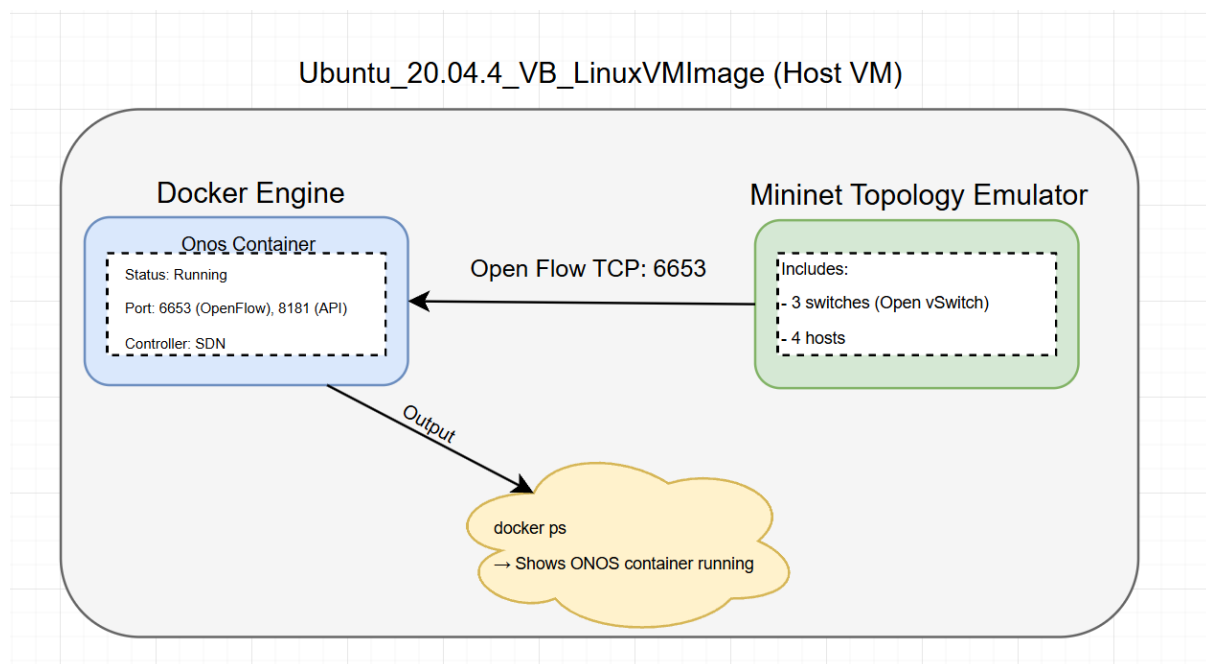 Ubuntu_20.04.4_VB_LinuxVMImage (Host VM)
Docker Engine
Onos Container
Status: Running
Port: 6653 (OpenFlow), 8181 (API)
Controller: SDN
Open Flow TCP: 6653
Mininet Topology Emulator
Includes:
- 3 switches (Open vSwitch)
- 4 hosts
Output
docker ps
→ Shows ONOS container running